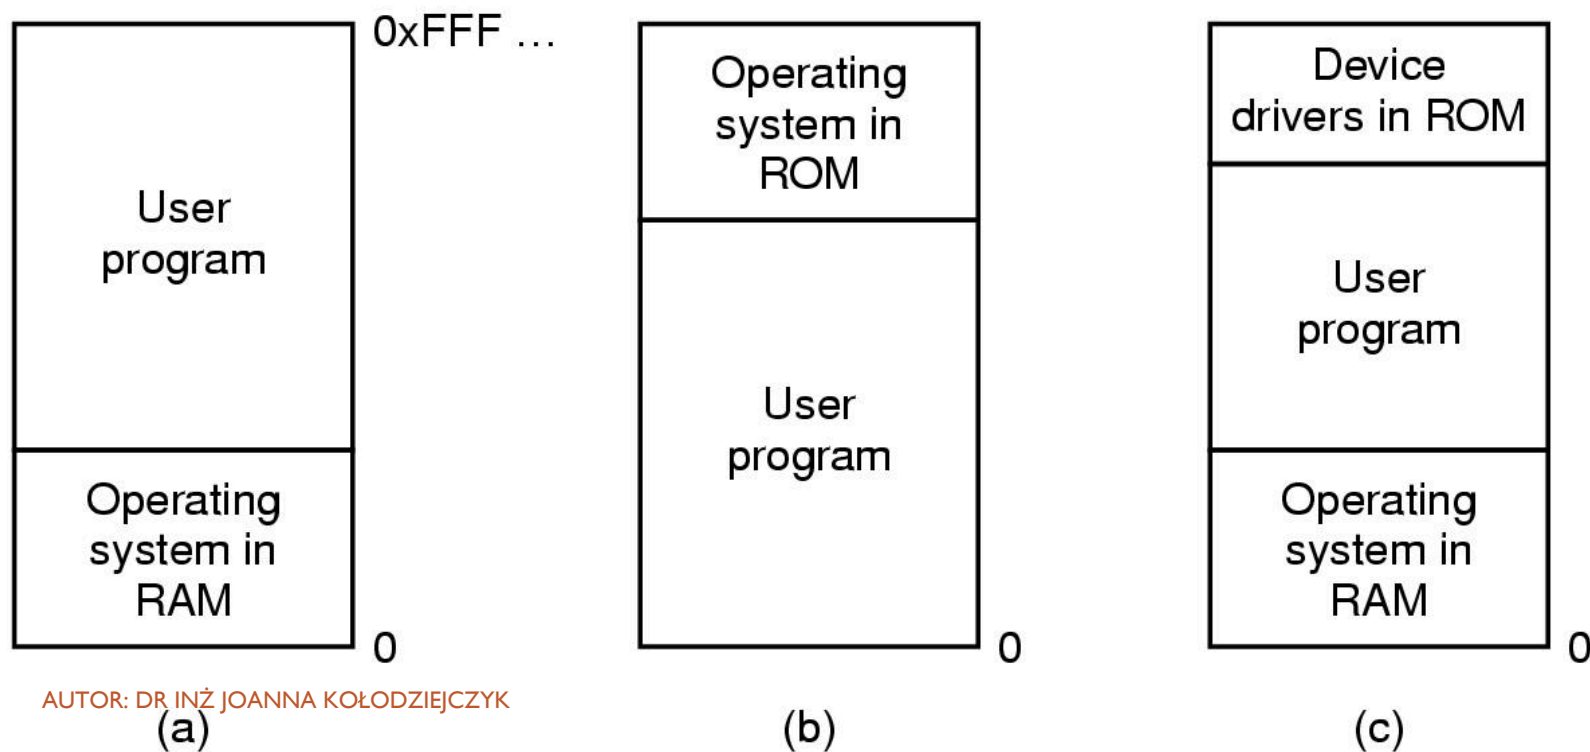 0xFFF ...
User
program
Operating
system in
RAM
0
Operating
system in
ROM
User
program
0
Device
drivers in ROM
User
program
Operating
system in
RAM
0
AUTOR: DR INŻ JOANNA KOŁODZIEJCZYK
(a)
(b)
(c)